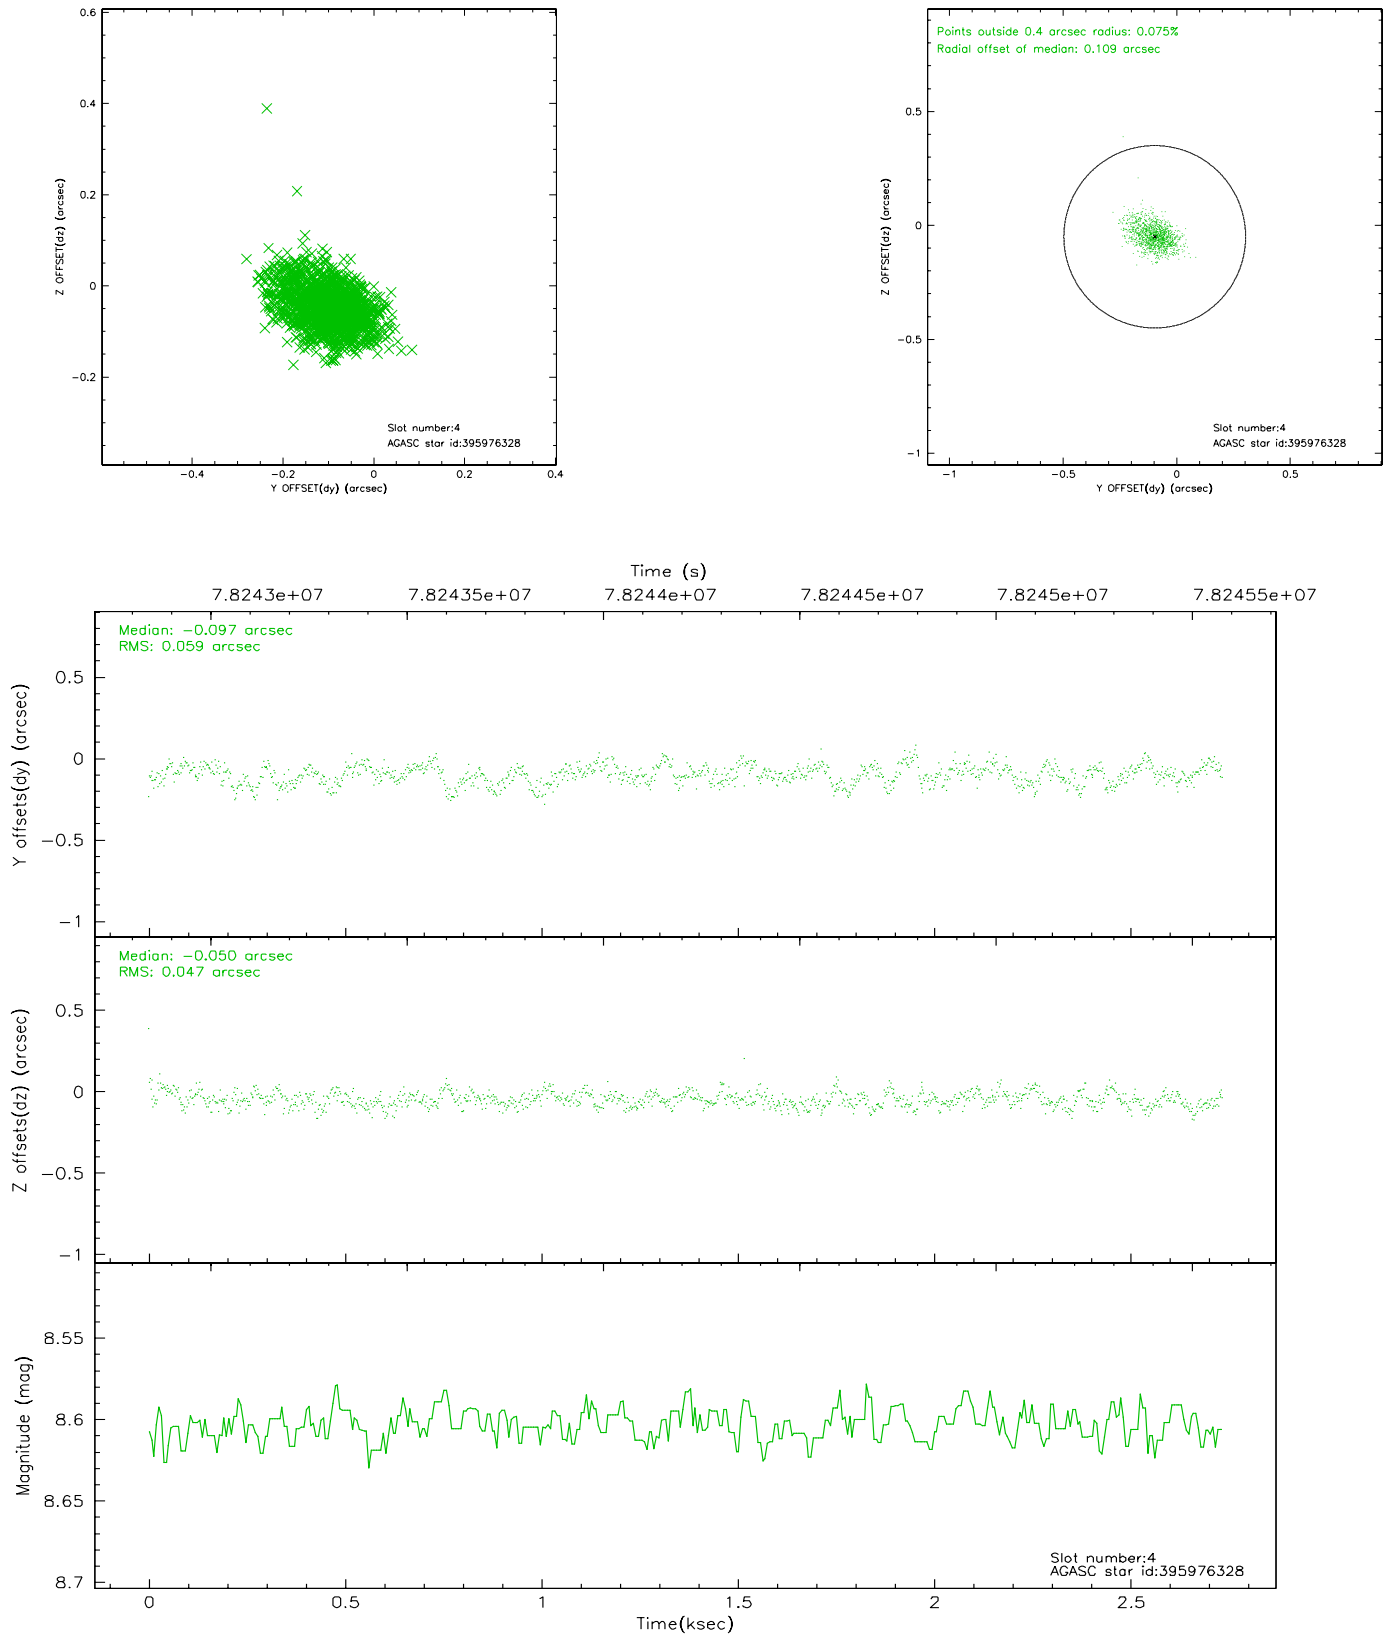 0.6
0.4
0.2
0
−0.2
−0.4
−0.2
0
0.2
0.4
Z OFFSET(dz) (arcsec)
Y OFFSET(dy) (arcsec)
Slot number:4
AGASC star id:395976328
Points outside 0.4 arcsec radius: 0.075%
Radial offset of median: 0.109 arcsec
0.5
0
−0.5
−1
−1
−0.5
0
0.5
Z OFFSET(dz) (arcsec)
Y OFFSET(dy) (arcsec)
Slot number:4
AGASC star id:395976328
Time (s)
7.8243e+07 7.82435e+07 7.8244e+07 7.82445e+07 7.8245e+07 7.82455e+07
Median: −0.097 arcsec
RMS: 0.059 arcsec
0.5
0
−0.5
−1
Y offsets(dy) (arcsec)
Median: −0.050 arcsec
RMS: 0.047 arcsec
0.5
0
−0.5
−1
Z offsets(dz) (arcsec)
8.55
8.6
8.65
8.7
Magnitude (mag)
Slot number:4
AGASC star id:395976328
0 0.5 1 1.5 2 2.5
Time(ksec)